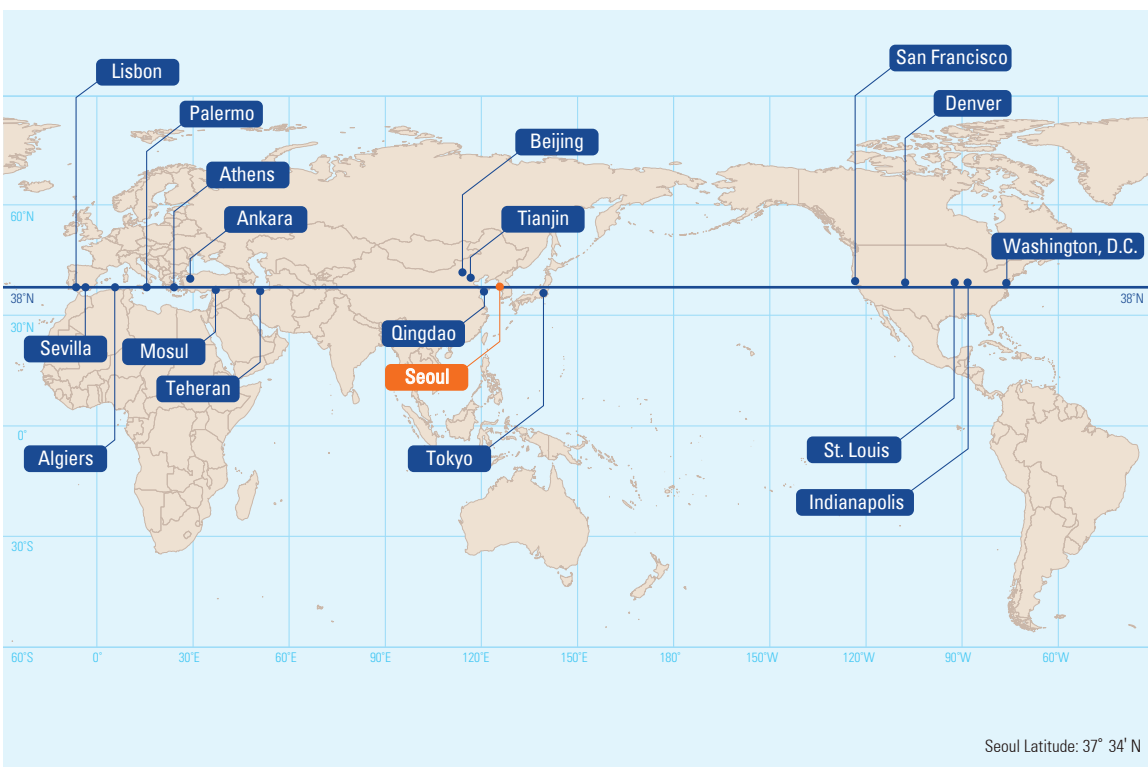 Lisbon
San Francisco
Denver
Palermo
Beijing
Athens
60°N
Ankara
Tianjin
Washington, D.C.
38°N
38°N
30°N
Qingdao
Sevilla
Mosul
Seoul
Teheran
0°
Algiers
Tokyo
St. Louis
Indianapolis
30°S
60°S
0°
30°E
60°E
90°E
120°E
150°E
180°
150°W
120°W
90°W
60°W
Seoul Latitude: 37° 34' N